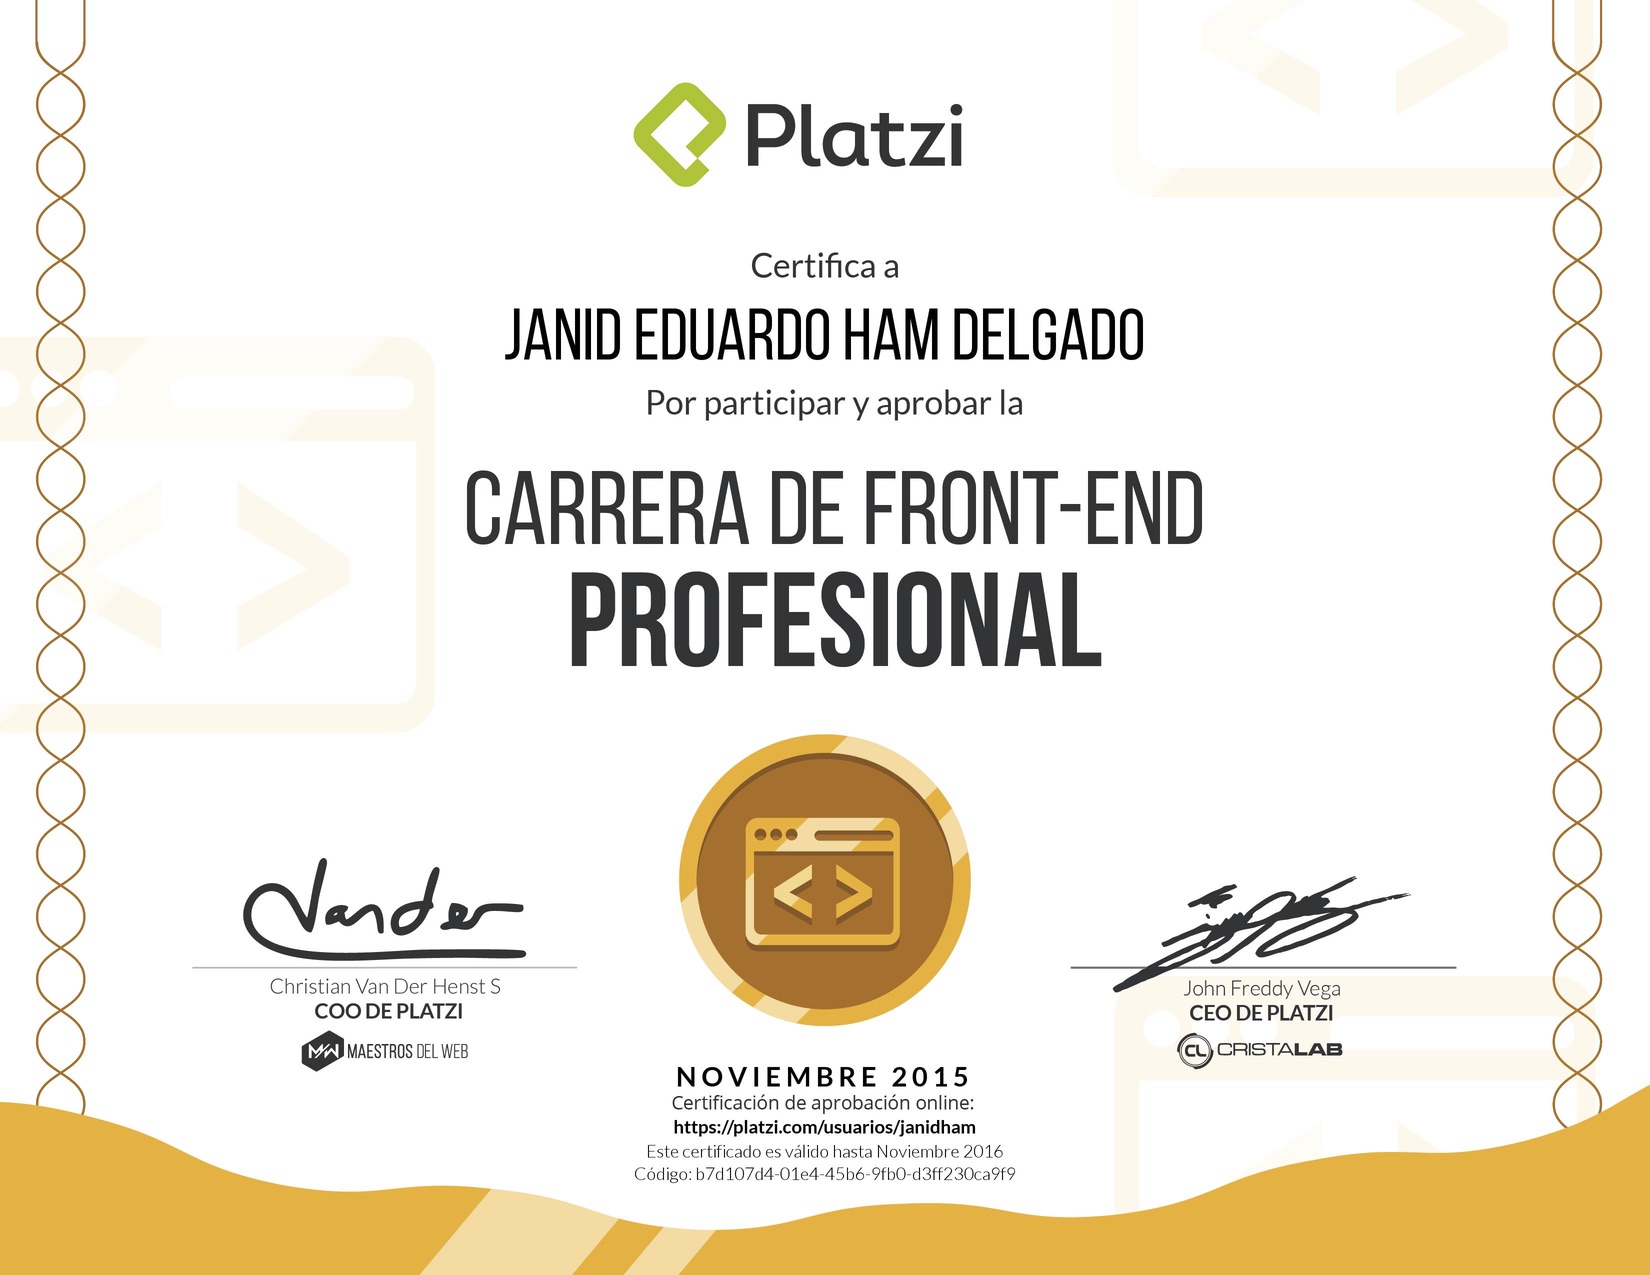 Platzi
Certifica a
JANID EDUARDO HAM DELGADO
Por participar y aprobar la
CARRERA DE FRONT-END
PROFESIONAL
Vander
Christian Van Der Henst S
COO DE PLATZI
MW MAESTROS DEL WEB
John Freddy Vega
CEO DE PLATZI
CL CRISTALAB
NOVIEMBRE 2015
Certificación de aprobación online:
https://platzi.com/usuarios/janidham
Este certificado es válido hasta Noviembre 2016
Código: b7d107d4-01e4-45b6-9fb0-d3ff230ca9f9